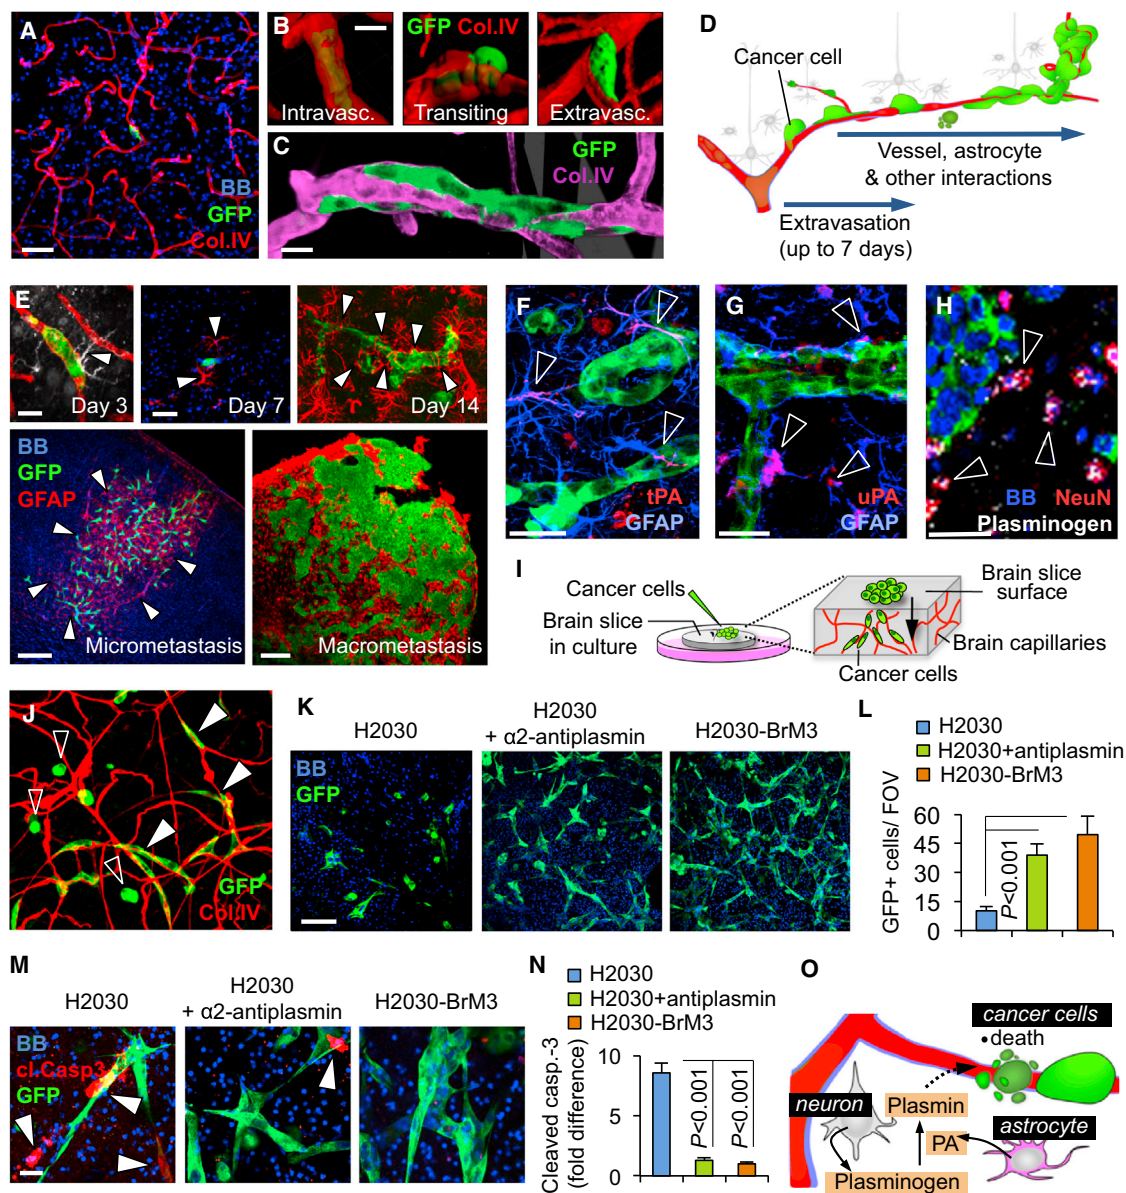 A
BB
GFP
Col.IV
B
GFP Col.IV
Intravasc.
Transiting
Extravasc.
C
GFP
Col.IV
D
Cancer cell
Vessel, astrocyte
& other interactions
Extravasation
(up to 7 days)
E
Day 3
Day 7
Day 14
BB
GFP
GFAP
Micrometastasis
Macrometastasis
F
tPA
GFAP
G
uPA
GFAP
H
BB NeuN
Plasminogen
I
Cancer cells
Brain slice
in culture
Brain slice
surface
Brain capillaries
Cancer cells
J
GFP
Col.IV
K
H2030
H2030
+ α2-antiplasmin
H2030-BrM3
BB
GFP
L
H2030
H2030+antiplasmin
H2030-BrM3
GFP+ cells/ FOV
60
45
30
15
0
P<0.001
M
H2030
H2030
+ α2-antiplasmin
H2030-BrM3
BB
cl.Casp3
GFP
N
H2030
H2030+antiplasmin
H2030-BrM3
Cleaved casp.-3
(fold difference)
10
5
0
P<0.001
P<0.001
O
cancer cells
•death
neuron
Plasmin
PA
astrocyte
Plasminogen